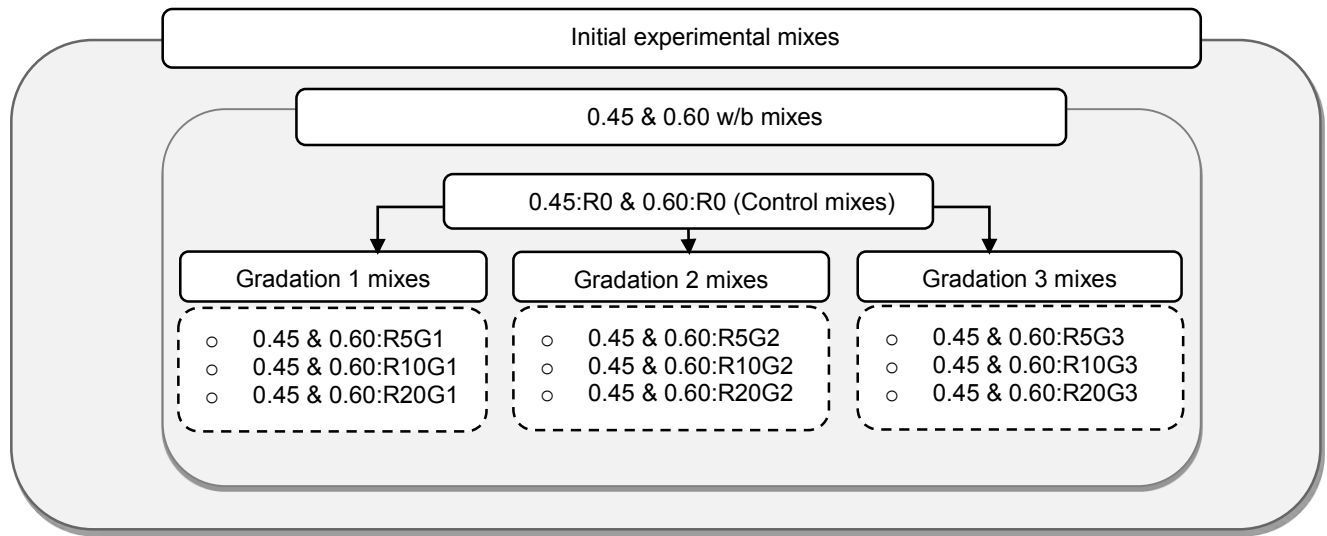 Initial experimental mixes
0.45 & 0.60 w/b mixes
0.45:R0 & 0.60:R0 (Control mixes)
Gradation 1 mixes
○ 0.45 & 0.60:R5G1
○ 0.45 & 0.60:R10G1
○ 0.45 & 0.60:R20G1
Gradation 2 mixes
○ 0.45 & 0.60:R5G2
○ 0.45 & 0.60:R10G2
○ 0.45 & 0.60:R20G2
Gradation 3 mixes
○ 0.45 & 0.60:R5G3
○ 0.45 & 0.60:R10G3
○ 0.45 & 0.60:R20G3